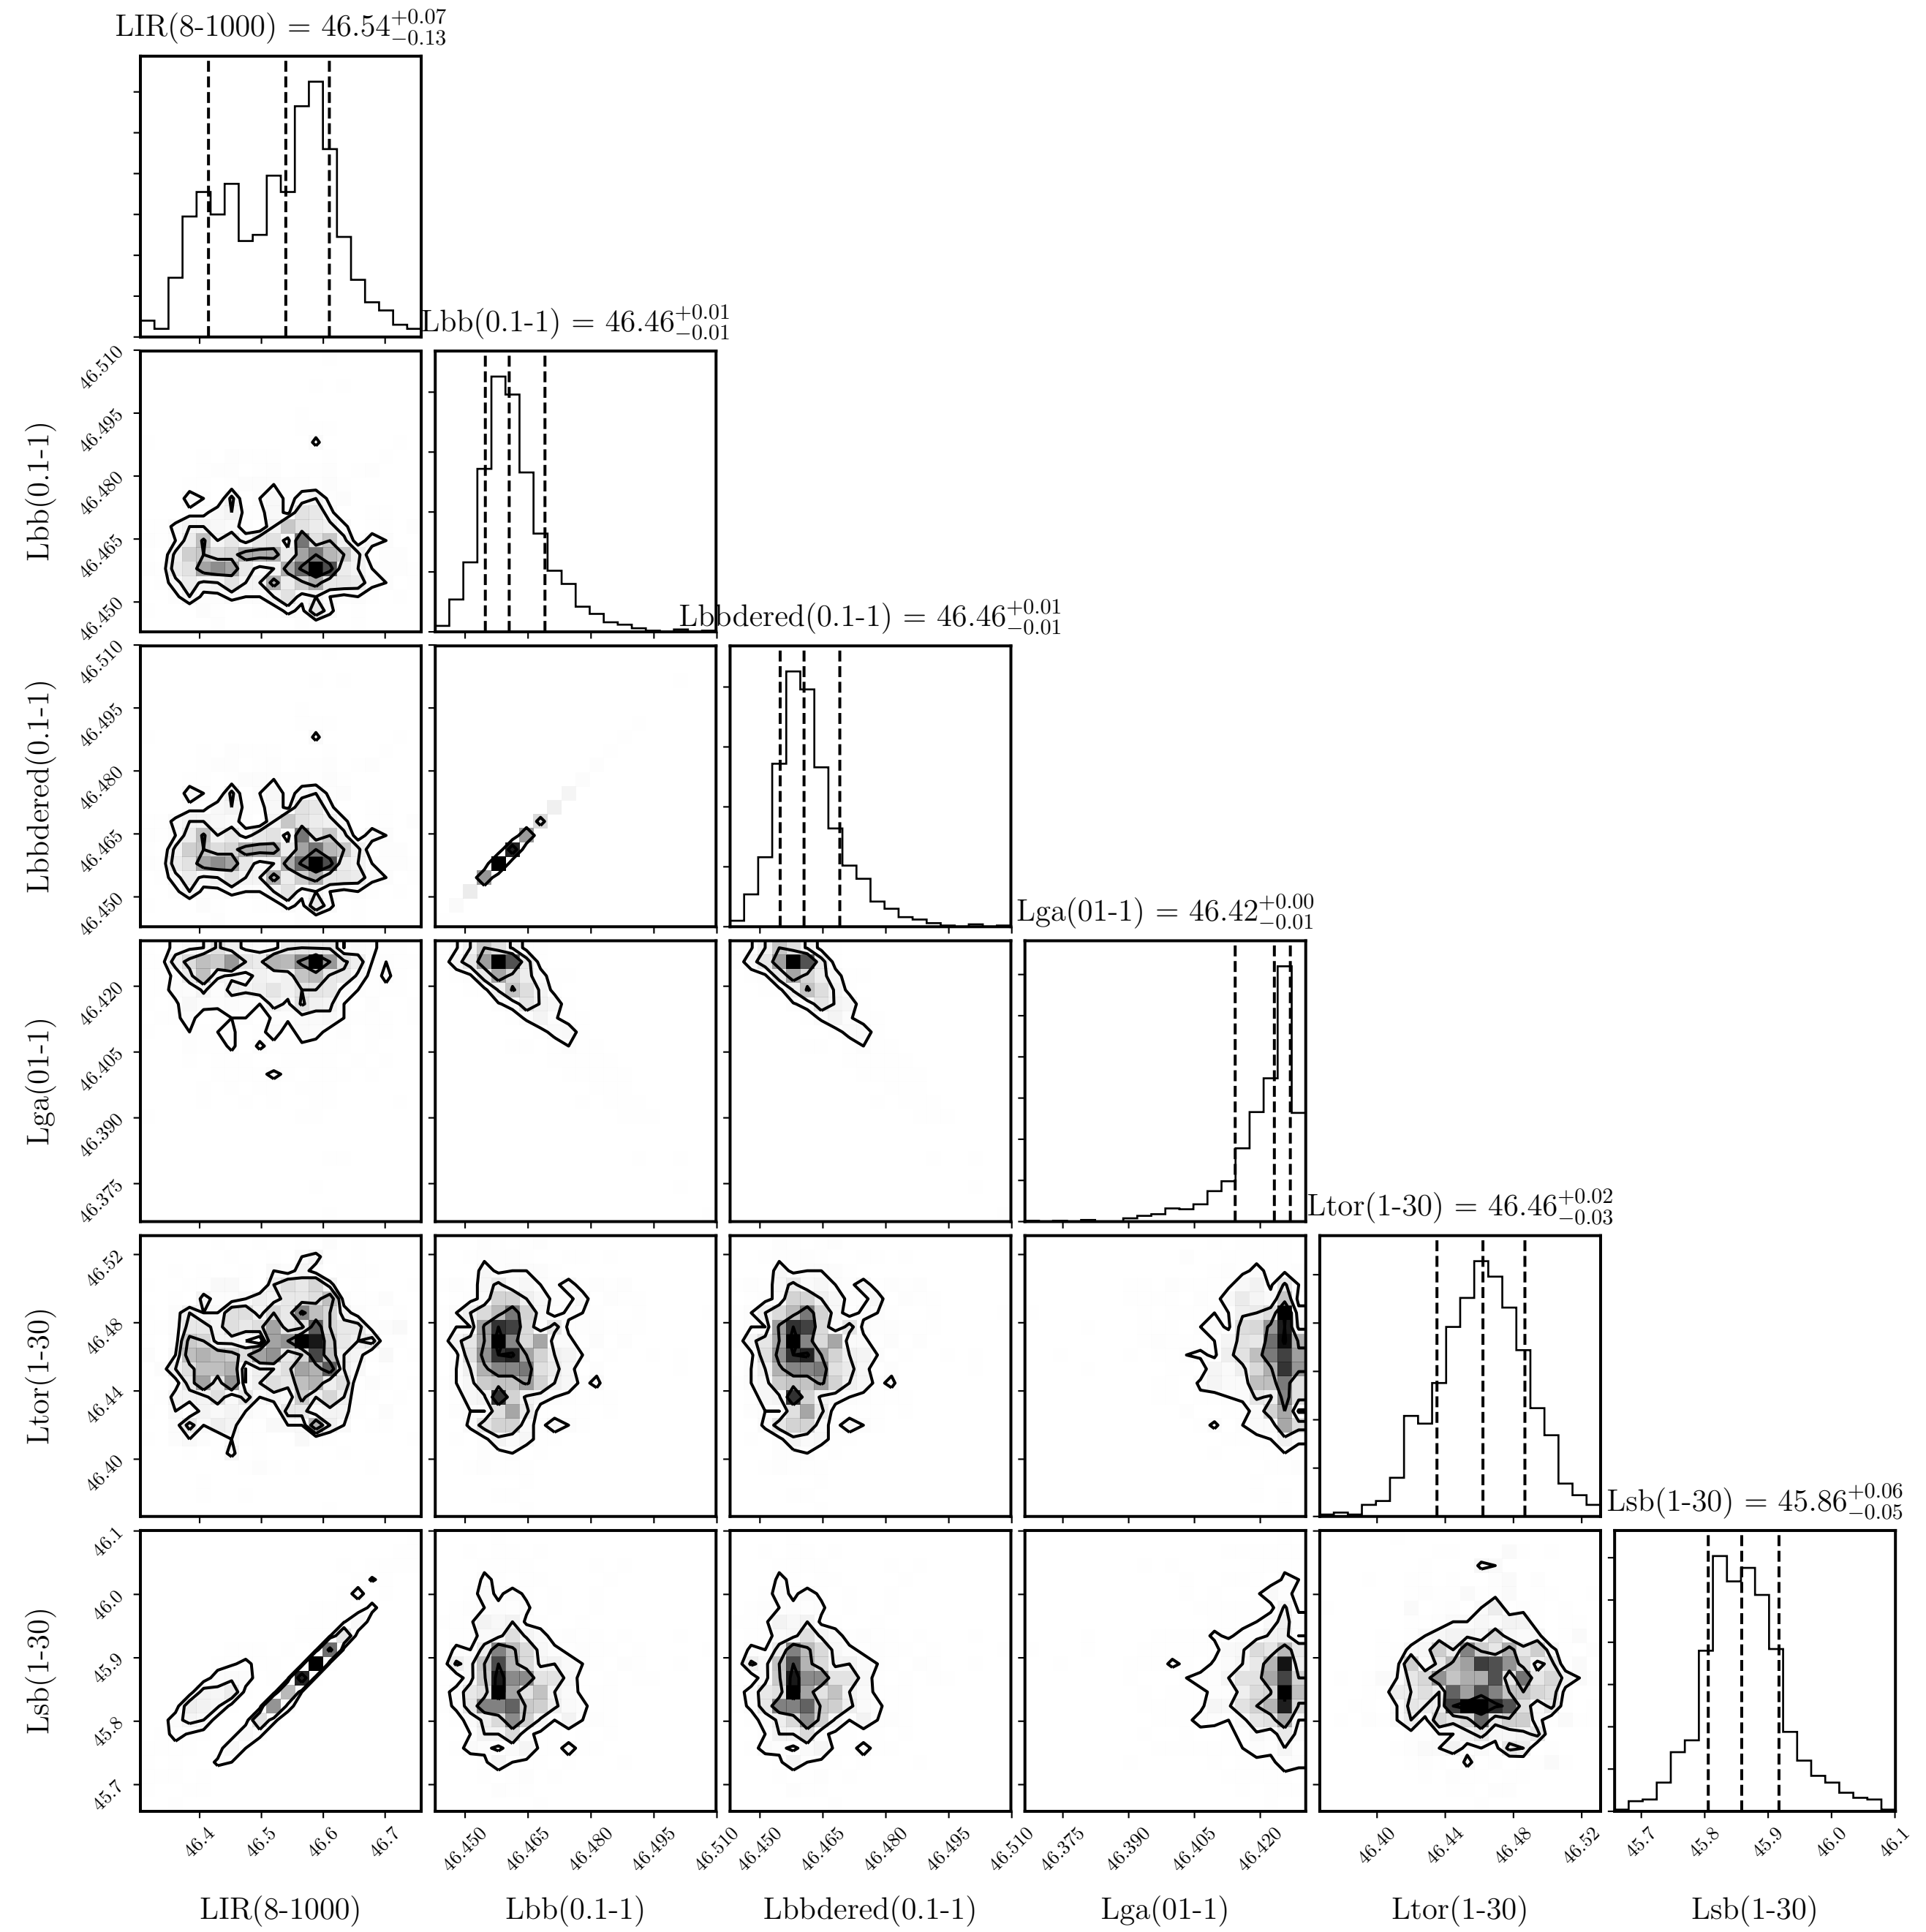 LIR(8-1000) = 46.54 +0.07 −0.13
Lbb(0.1-1) = 46.46 +0.01 −0.01
46.510
46.495
46.480
46.465
46.450
Lbb(0.1-1)
Lbbdered(0.1-1) = 46.46 +0.01 −0.01
46.510
46.495
46.480
46.465
46.450
Lbbdered(0.1-1)
Lga(01-1) = 46.42 +0.00 −0.01
46.420
46.405
46.390
46.375
Lga(01-1)
Ltor(1-30) = 46.46 +0.02 −0.03
46.52
46.48
46.44
46.40
Ltor(1-30)
Lsb(1-30) = 45.86 +0.06 −0.05
46.1
46.0
45.9
45.8
45.7
Lsb(1-30)
46.4 46.5 46.6 46.7 46.450 46.465 46.480 46.495 46.510 46.450 46.465 46.480 46.495 46.510 46.375 46.390 46.405 46.420 46.40 46.44 46.48 46.52 45.7 45.8 45.9 46.0 46.1
LIR(8-1000) Lbb(0.1-1) Lbbdered(0.1-1) Lga(01-1) Ltor(1-30) Lsb(1-30)